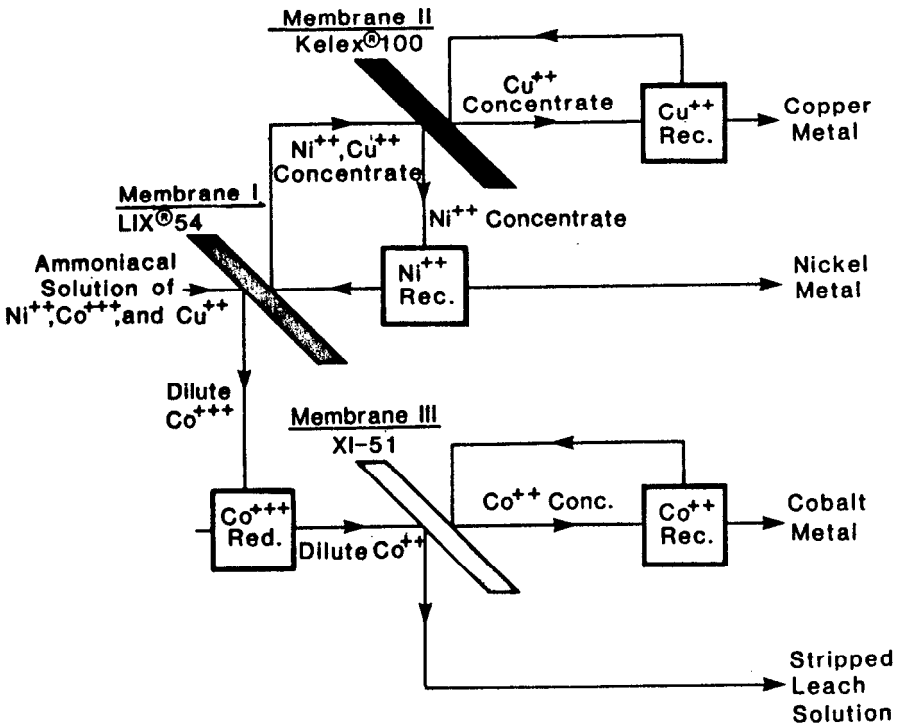 Membrane II
Kelex®100
Cu++
Concentrate
Cu++
Rec.
Copper
Metal
Ni++,Cu++
Concentrate
Membrane I
LIX®54
Ni++ Concentrate
Ammoniacal
Solution of
Ni++,Co+++,and Cu++
Ni++
Rec.
Nickel
Metal
Dilute
Co+++
Membrane III
XI-51
Co+++
Red.
Dilute Co++
Co++ Conc.
Co++
Rec.
Cobalt
Metal
Stripped
Leach
Solution